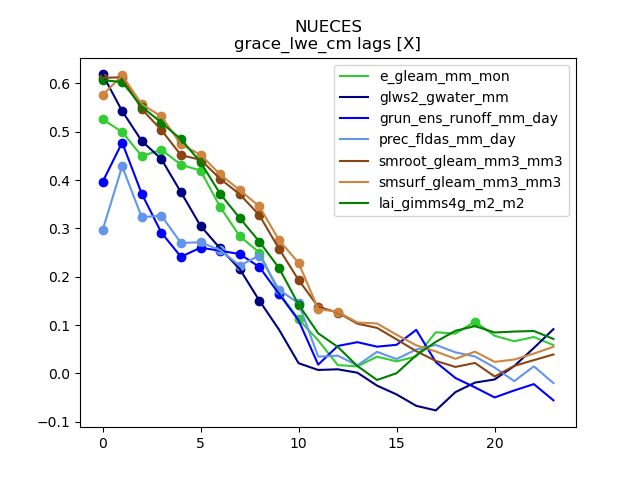 NUECES
grace_lwe_cm lags [X]
e_gleam_mm_mon
glws2_gwater_mm
grun_ens_runoff_mm_day
prec_fldas_mm_day
smroot_gleam_mm3_mm3
smsurf_gleam_mm3_mm3
lai_gimms4g_m2_m2
0.6
0.5
0.4
0.3
0.2
0.1
0.0
−0.1
0 5 10 15 20